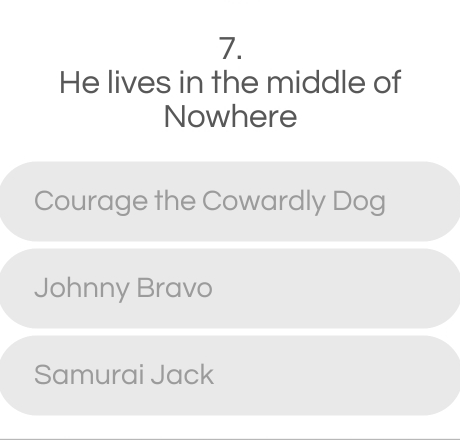 7.
He lives in the middle of
Nowhere
Courage the Cowardly Dog
Johnny Bravo
Samurai Jack